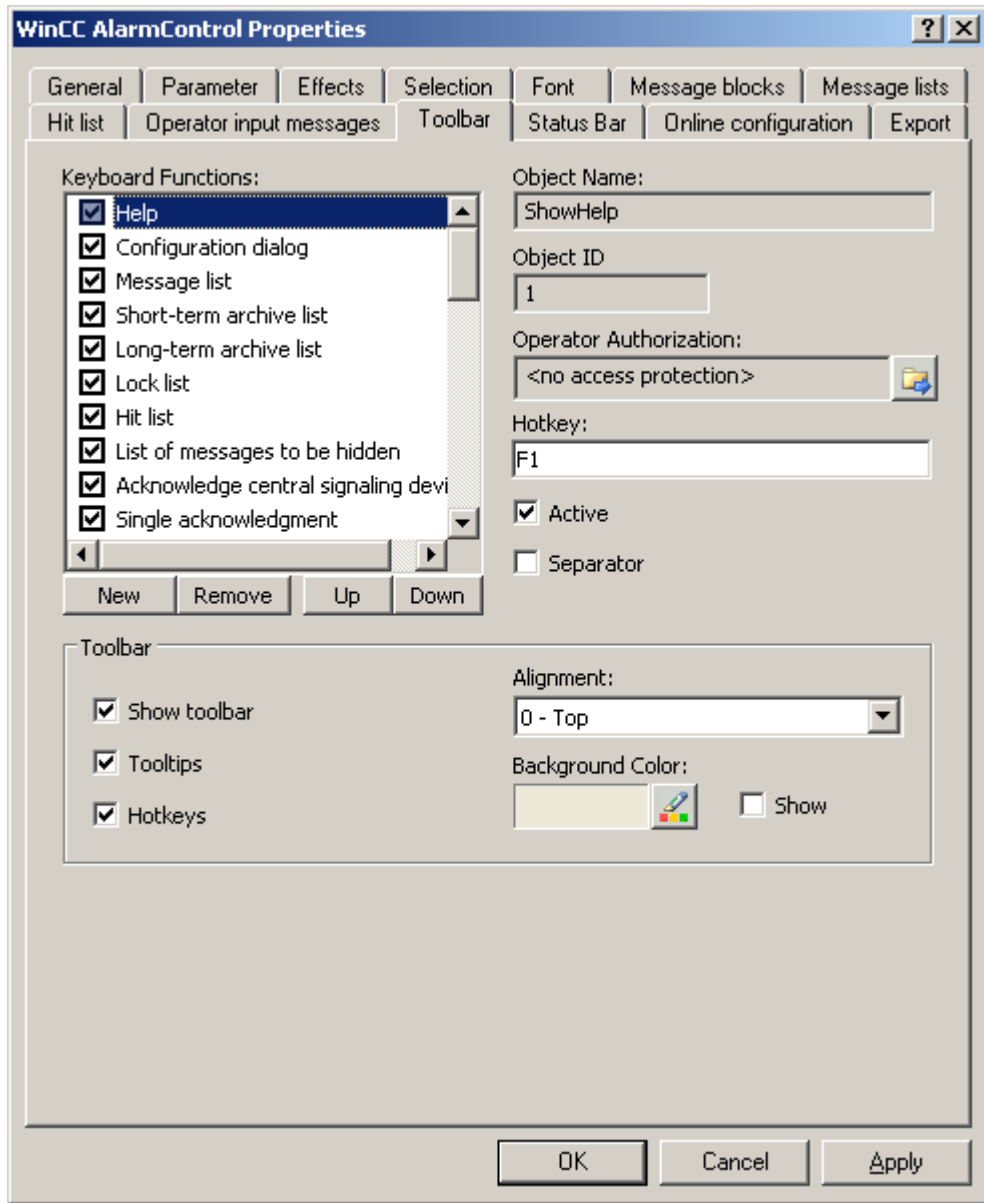 WinCC AlarmControl Properties
General Parameter Effects Selection Font Message blocks Message lists
Hit list Operator input messages Toolbar Status Bar Online configuration Export
Keyboard Functions:
Help
Configuration dialog
Message list
Short-term archive list
Long-term archive list
Lock list
Hit list
List of messages to be hidden
Acknowledge central signaling devi
Single acknowledgment
New Remove Up Down
Object Name:
ShowHelp
Object ID
1
Operator Authorization:
<no access protection>
Hotkey:
F1
Active
Separator
Toolbar
Show toolbar
Tooltips
Hotkeys
Alignment:
0 - Top
Background Color:
Show
OK Cancel Apply